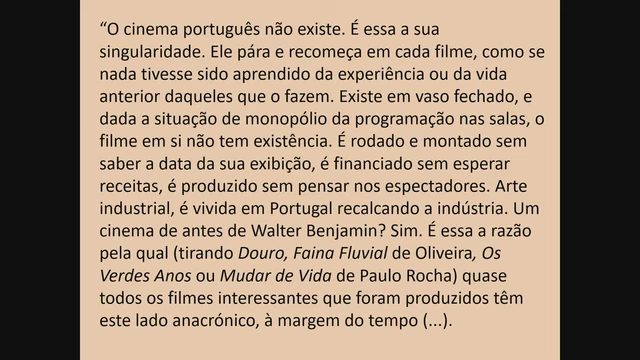 “O cinema português não existe. É essa a sua
singularidade. Ele pára e recomeça em cada filme, como se
nada tivesse sido aprendido da experiência ou da vida
anterior daqueles que o fazem. Existe em vaso fechado, e
dada a situação de monopólio da programação nas salas, o
filme em si não tem existência. É rodado e montado sem
saber a data da sua exibição, é financiado sem esperar
receitas, é produzido sem pensar nos espectadores. Arte
industrial, é vivida em Portugal recalcando a indústria. Um
cinema de antes de Walter Benjamin? Sim. É essa a razão
pela qual (tirando Douro, Faina Fluvial de Oliveira, Os
Verdes Anos ou Mudar de Vida de Paulo Rocha) quase
todos os filmes interessantes que foram produzidos têm
este lado anacrónico, à margem do tempo (...).